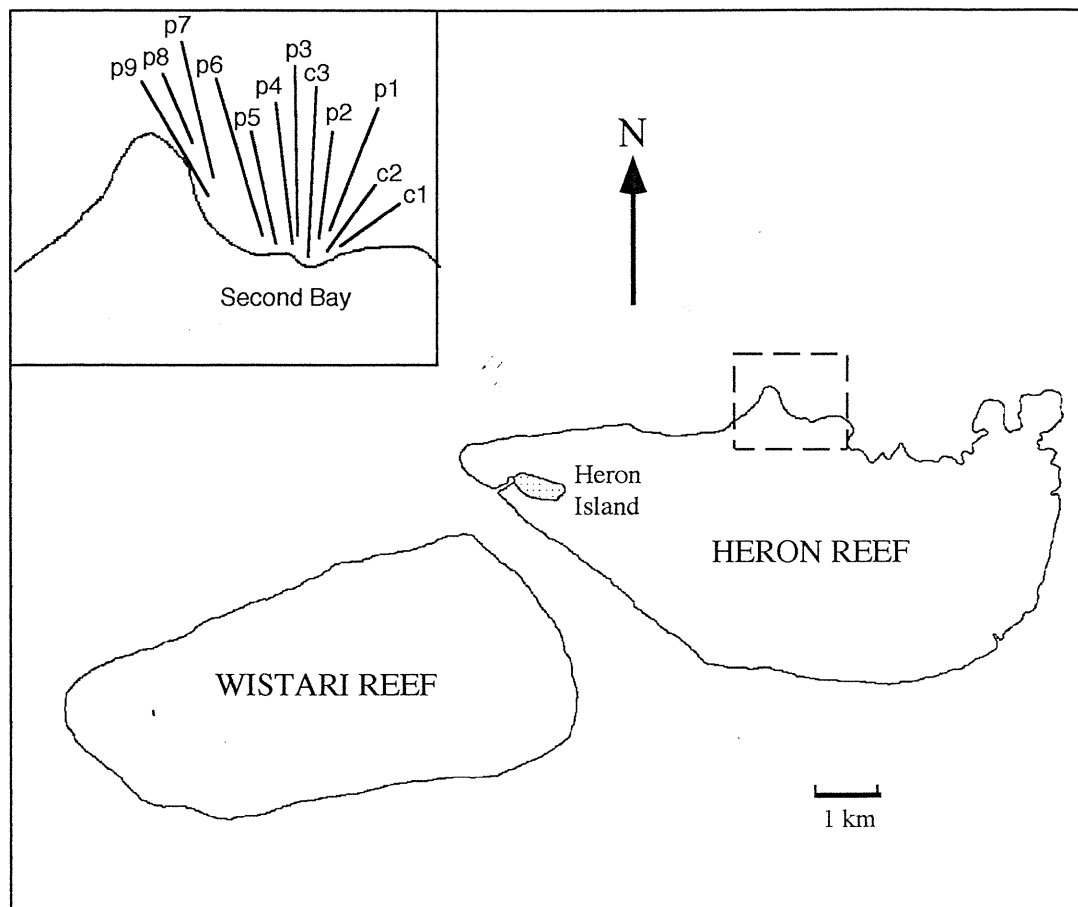 p7
p8
p9
p6
p3
c3
p4
p5
p2
p1
c2
c1
Second Bay
N
Heron
Island
HERON REEF
WISTARI REEF
1 km